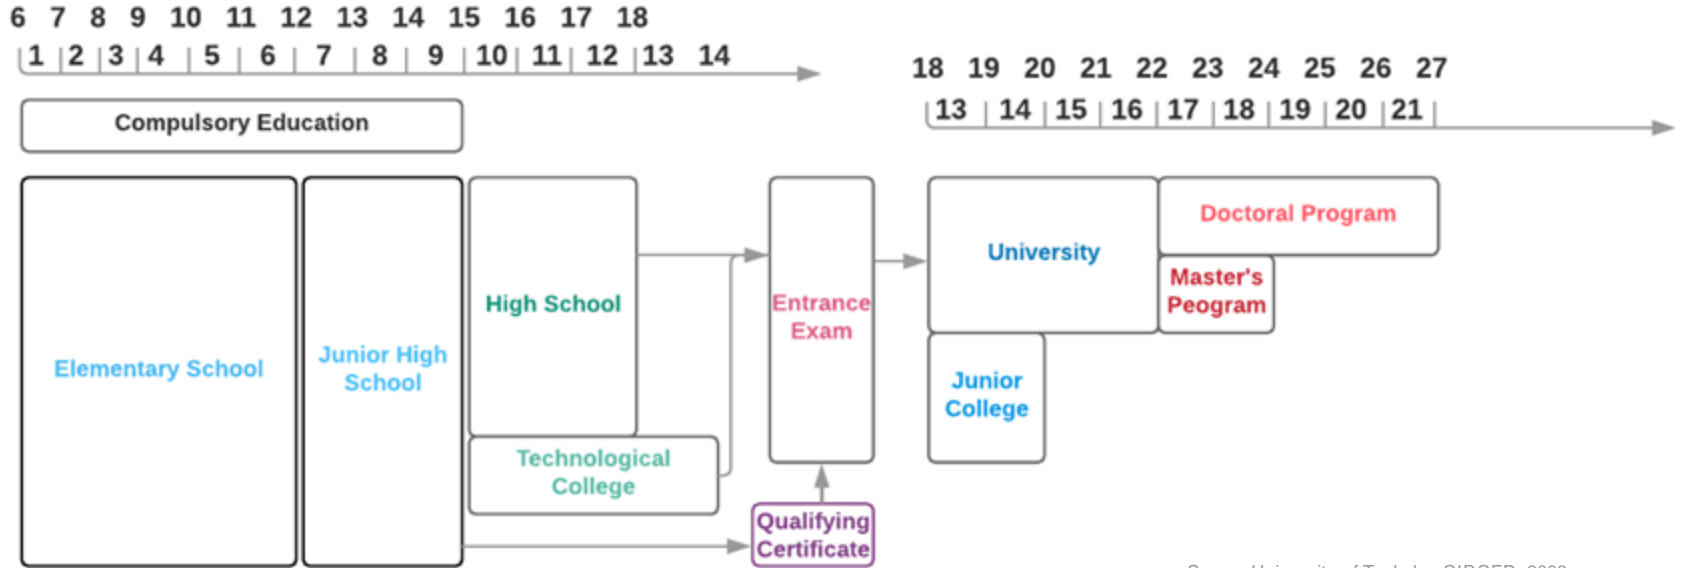 6 7 8 9 10 11 12 13 14 15 16 17 18
1 2 3 4 5 6 7 8 9 10 11 12 13 14
18 19 20 21 22 23 24 25 26 27
13 14 15 16 17 18 19 20 21
Compulsory Education
Elementary School
Junior High
School
High School
Technological
College
Entrance
Exam
Qualifying
Certificate
University
Junior
College
Doctoral Program
Master's
Peogram